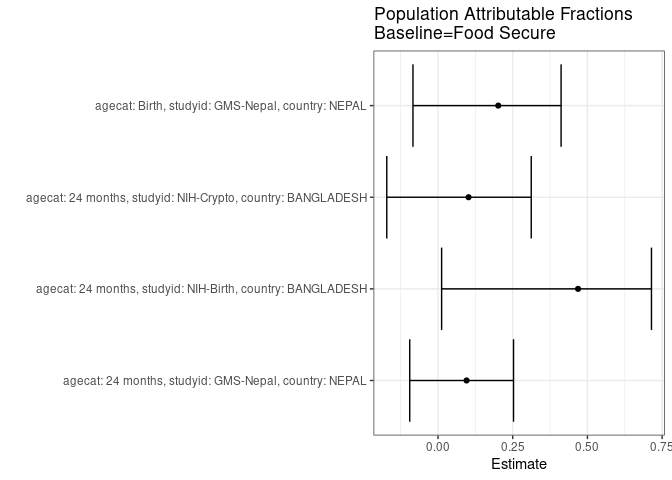 Population Attributable Fractions
Baseline=Food Secure
agecat: Birth, studyid: GMS-Nepal, country: NEPAL
agecat: 24 months, studyid: NIH-Crypto, country: BANGLADESH
agecat: 24 months, studyid: NIH-Birth, country: BANGLADESH
agecat: 24 months, studyid: GMS-Nepal, country: NEPAL
0.00 0.25 0.50 0.75
Estimate